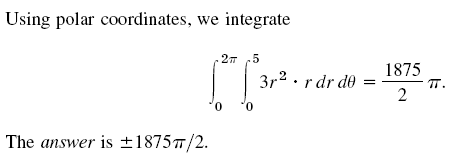 Using polar coordinates, we integrate
∫₀^{2π} ∫₀^{5} 3r² · r dr dθ = 1875/2 π.
The answer is ±1875π/2.